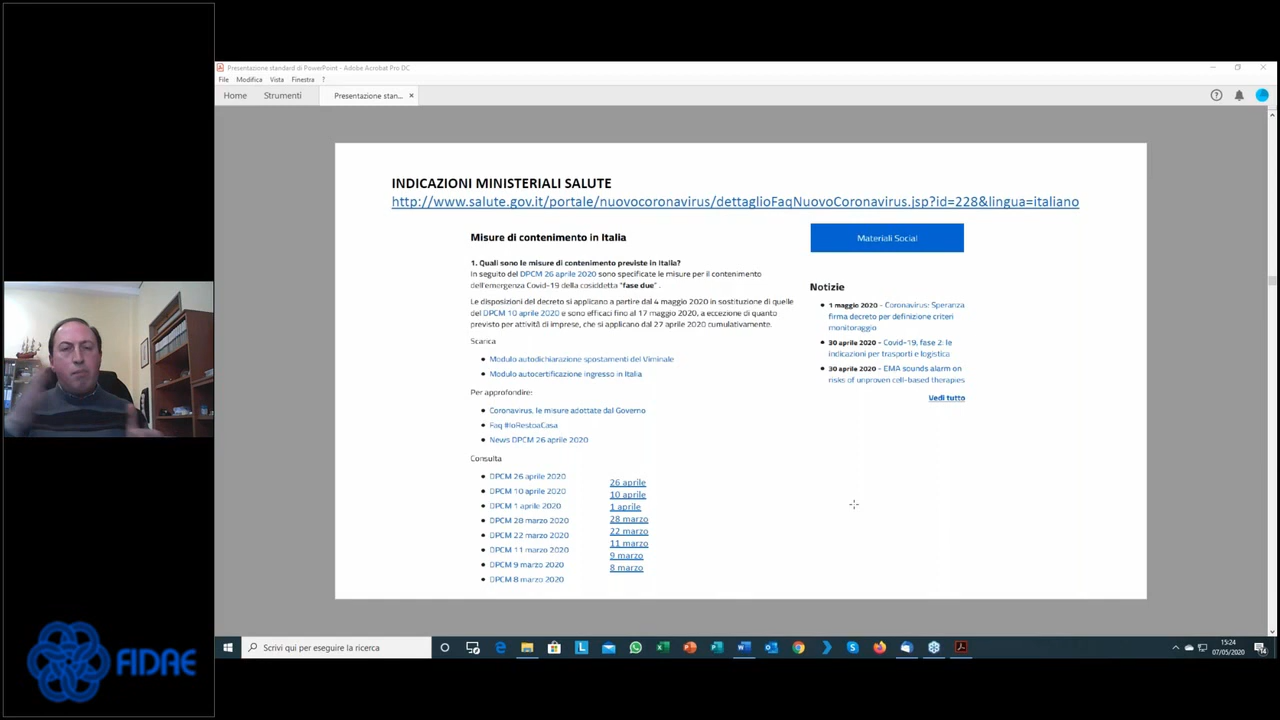 Presentazione standard di PowerPoint - Adobe Acrobat Pro DC
File Modifica Vista Finestra ?
Home Strumenti Presentazione stan... ×
INDICAZIONI MINISTERIALI SALUTE
http://www.salute.gov.it/portale/nuovocoronavirus/dettaglioFaqNuovoCoronavirus.jsp?id=228&lingua=italiano
Misure di contenimento in Italia
1. Quali sono le misure di contenimento previste in Italia?
In seguito del DPCM 26 aprile 2020 sono specificate le misure per il contenimento
dell'emergenza Covid-19 della cosiddetta "fase due" .
Le disposizioni del decreto si applicano a partire dal 4 maggio 2020 in sostituzione di quelle
del DPCM 10 aprile 2020 e sono efficaci fino al 17 maggio 2020, a eccezione di quanto
previsto per attività di imprese, che si applicano dal 27 aprile 2020 cumulativamente.
Scarica
Modulo autodichiarazione spostamenti del Viminale
Modulo autocertificazione ingresso in Italia
Per approfondire:
Coronavirus, le misure adottate dal Governo
Faq #IoRestoaCasa
News DPCM 26 aprile 2020
Consulta
DPCM 26 aprile 2020
DPCM 10 aprile 2020
DPCM 1 aprile 2020
DPCM 28 marzo 2020
DPCM 22 marzo 2020
DPCM 11 marzo 2020
DPCM 9 marzo 2020
DPCM 8 marzo 2020
26 aprile
10 aprile
1 aprile
28 marzo
22 marzo
11 marzo
9 marzo
8 marzo
Materiali Social
Notizie
1 maggio 2020 - Coronavirus: Speranza
firma decreto per definizione criteri
monitoraggio
30 aprile 2020 - Covid-19, fase 2: le
indicazioni per trasporti e logistica
30 aprile 2020 - EMA sounds alarm on
risks of unproven cell-based therapies
Vedi tutto
FIDAE
Scrivi qui per eseguire la ricerca
15:24
07/05/2020